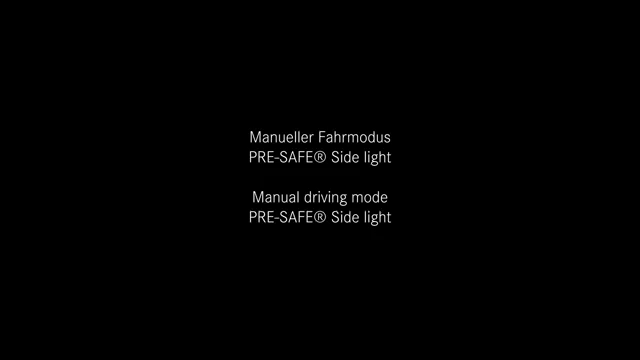 Manueller Fahrmodus
PRE-SAFE® Side light
Manual driving mode
PRE-SAFE® Side light